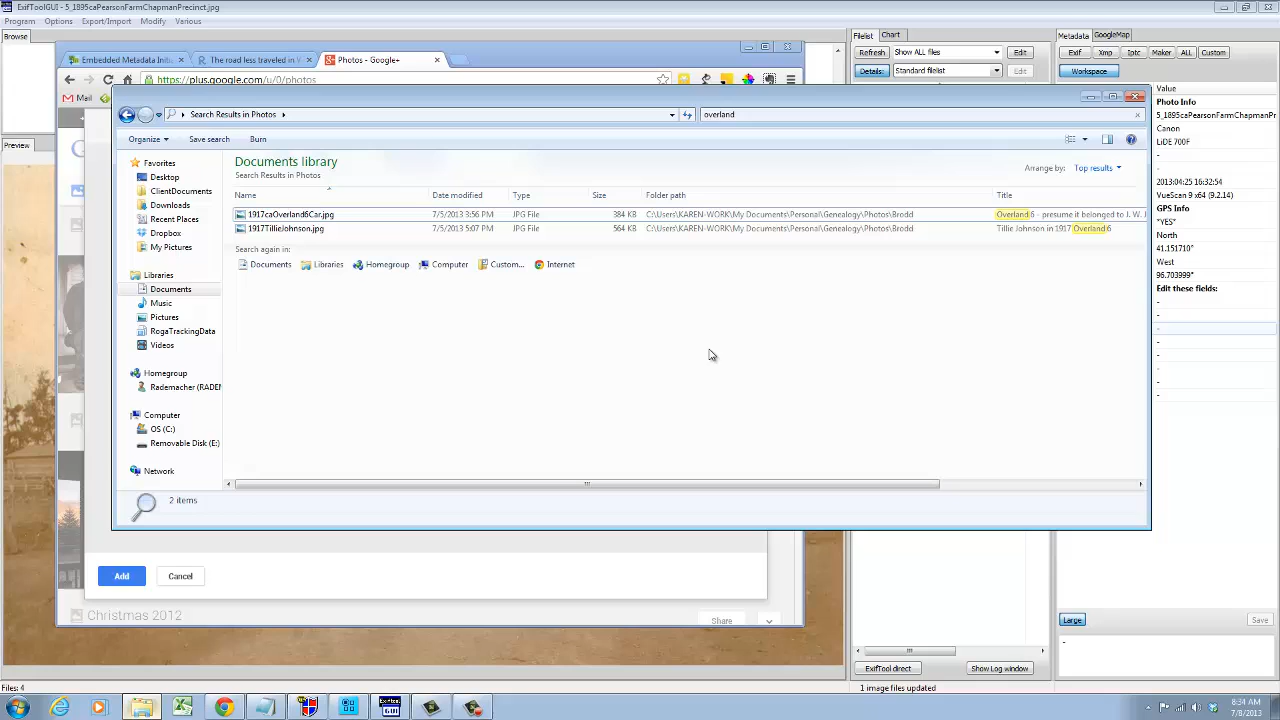 ExifToolGUI - 5_1895caPearsonFarmChapmanPrecinct.jpg
Program Options Export/Import Modify Various
Browse
Embedded Metadata Initi The road less traveled in V Photos - Google+
https://plus.google.com/u/0/photos
Mail
Filelist Chart
Refresh Show ALL files Edit
Details: Standard filelist Edit
Metadata GoogleMap
Exif Xmp Iptc Maker ALL Custom
Workspace
Value
Photo Info
5_1895caPearsonFarmChapmanPr
Canon
LiDE 700F
-
2013:04:25 16:32:54
VueScan 9 x64 (9.2.14)
GPS Info
*YES*
North
41.151710°
West
96.703999°
Edit these fields:
-
-
-
-
-
-
-
-
Search Results in Photos overland
Organize Save search Burn
Documents library
Search Results in Photos
Arrange by: Top results
Name Date modified Type Size Folder path Title
1917caOverland6Car.jpg 7/5/2013 3:56 PM JPG File 384 KB C:\Users\KAREN-WORK\My Documents\Personal\Genealogy\Photos\Brodd Overland 6 - presume it belonged to J. W. J
1917TillieJohnson.jpg 7/5/2013 5:07 PM JPG File 564 KB C:\Users\KAREN-WORK\My Documents\Personal\Genealogy\Photos\Brodd Tillie Johnson in 1917 Overland 6
Search again in:
Documents Libraries Homegroup Computer Custom... Internet
Favorites
Desktop
ClientDocuments
Downloads
Recent Places
Dropbox
My Pictures
Libraries
Documents
Music
Pictures
RogaTrackingData
Videos
Homegroup
Rademacher (RADEM
Computer
OS (C:)
Removable Disk (E:)
Network
2 items
Preview
Add Cancel
Christmas 2012 Share
Large Save
-
ExifTool direct Show Log window
Files: 4 1 image files updated
8:34 AM
7/8/2013